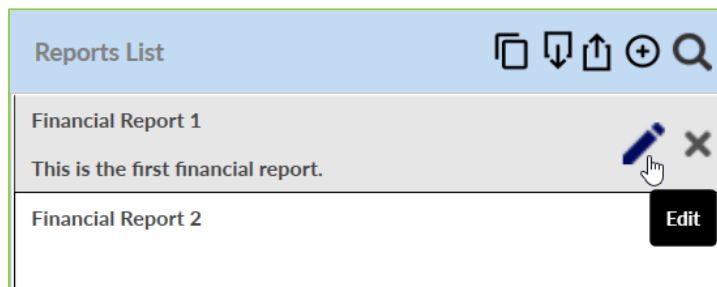 Reports List
Financial Report 1
This is the first financial report.
Financial Report 2
Edit